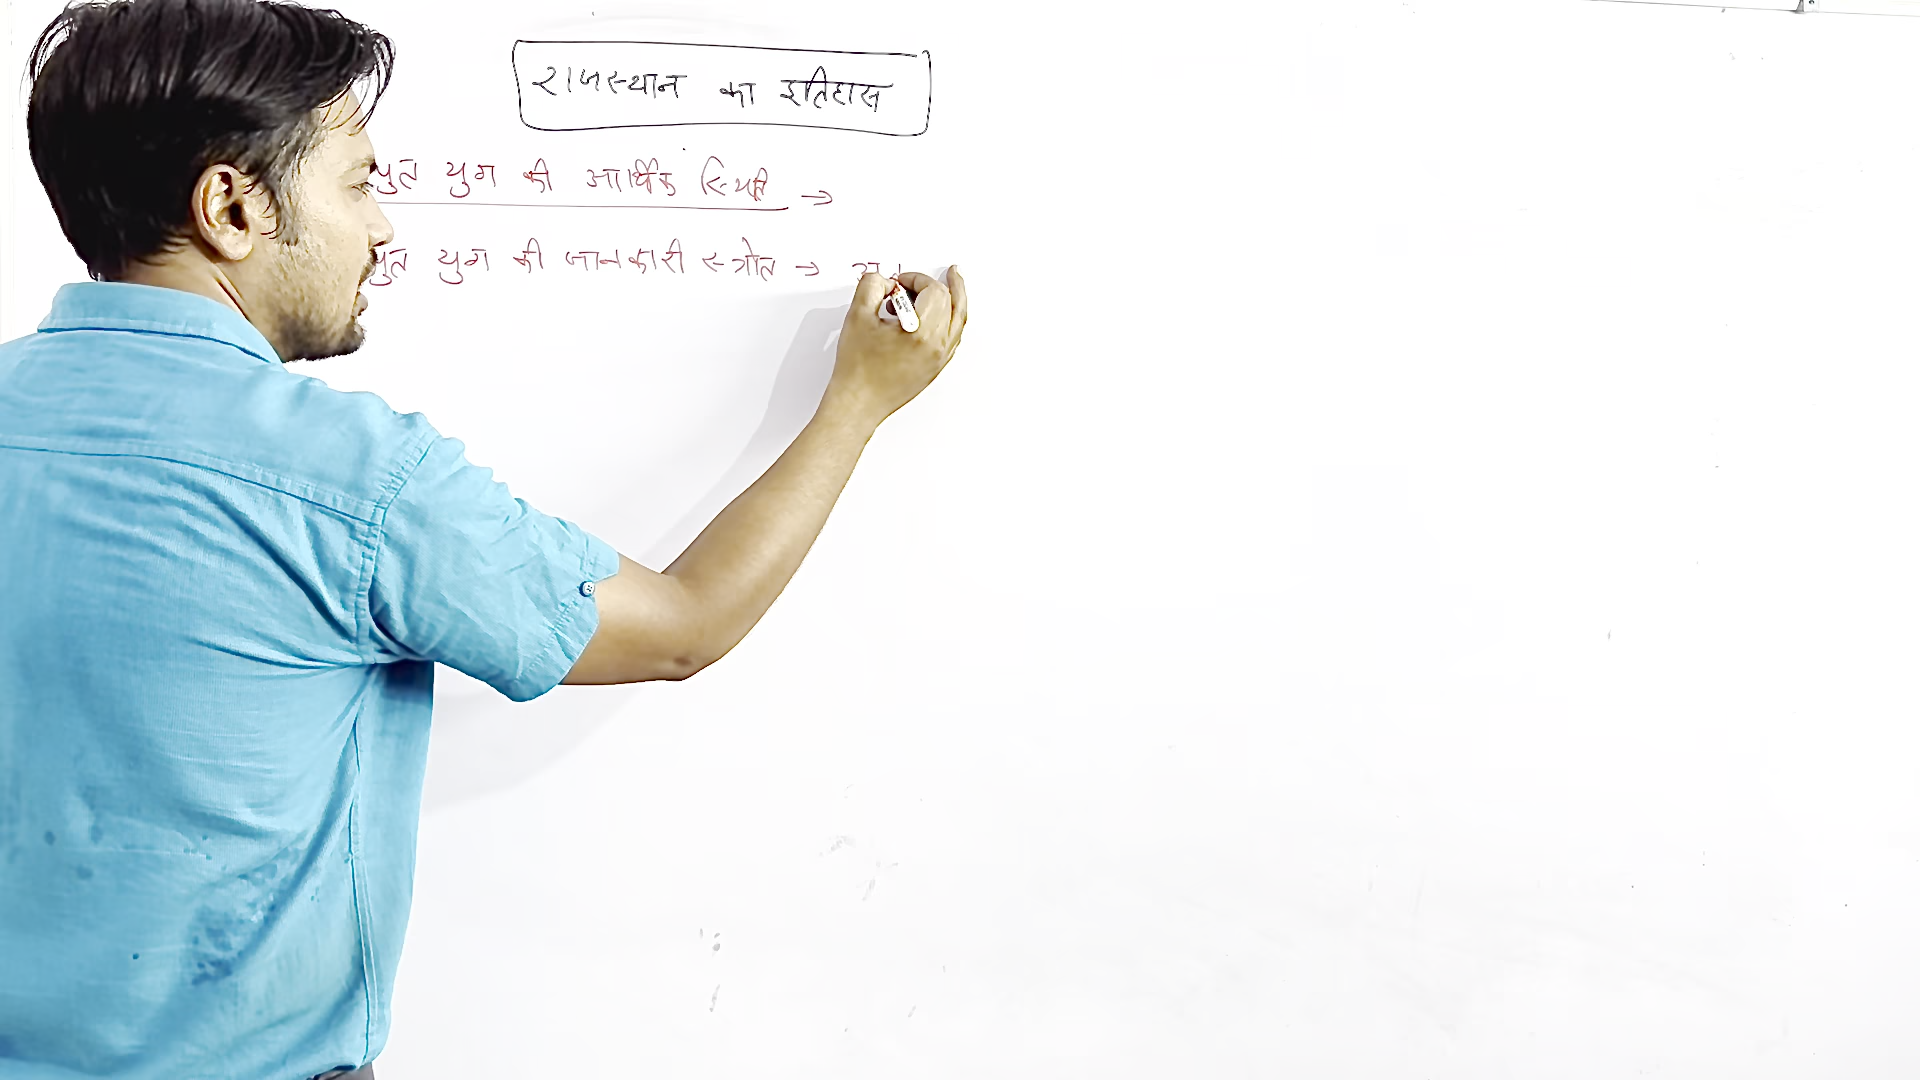 राजस्थान का इतिहास
पुत युग की आर्थिक स्थिति →
पुत युग की जानकारी स्त्रोत →